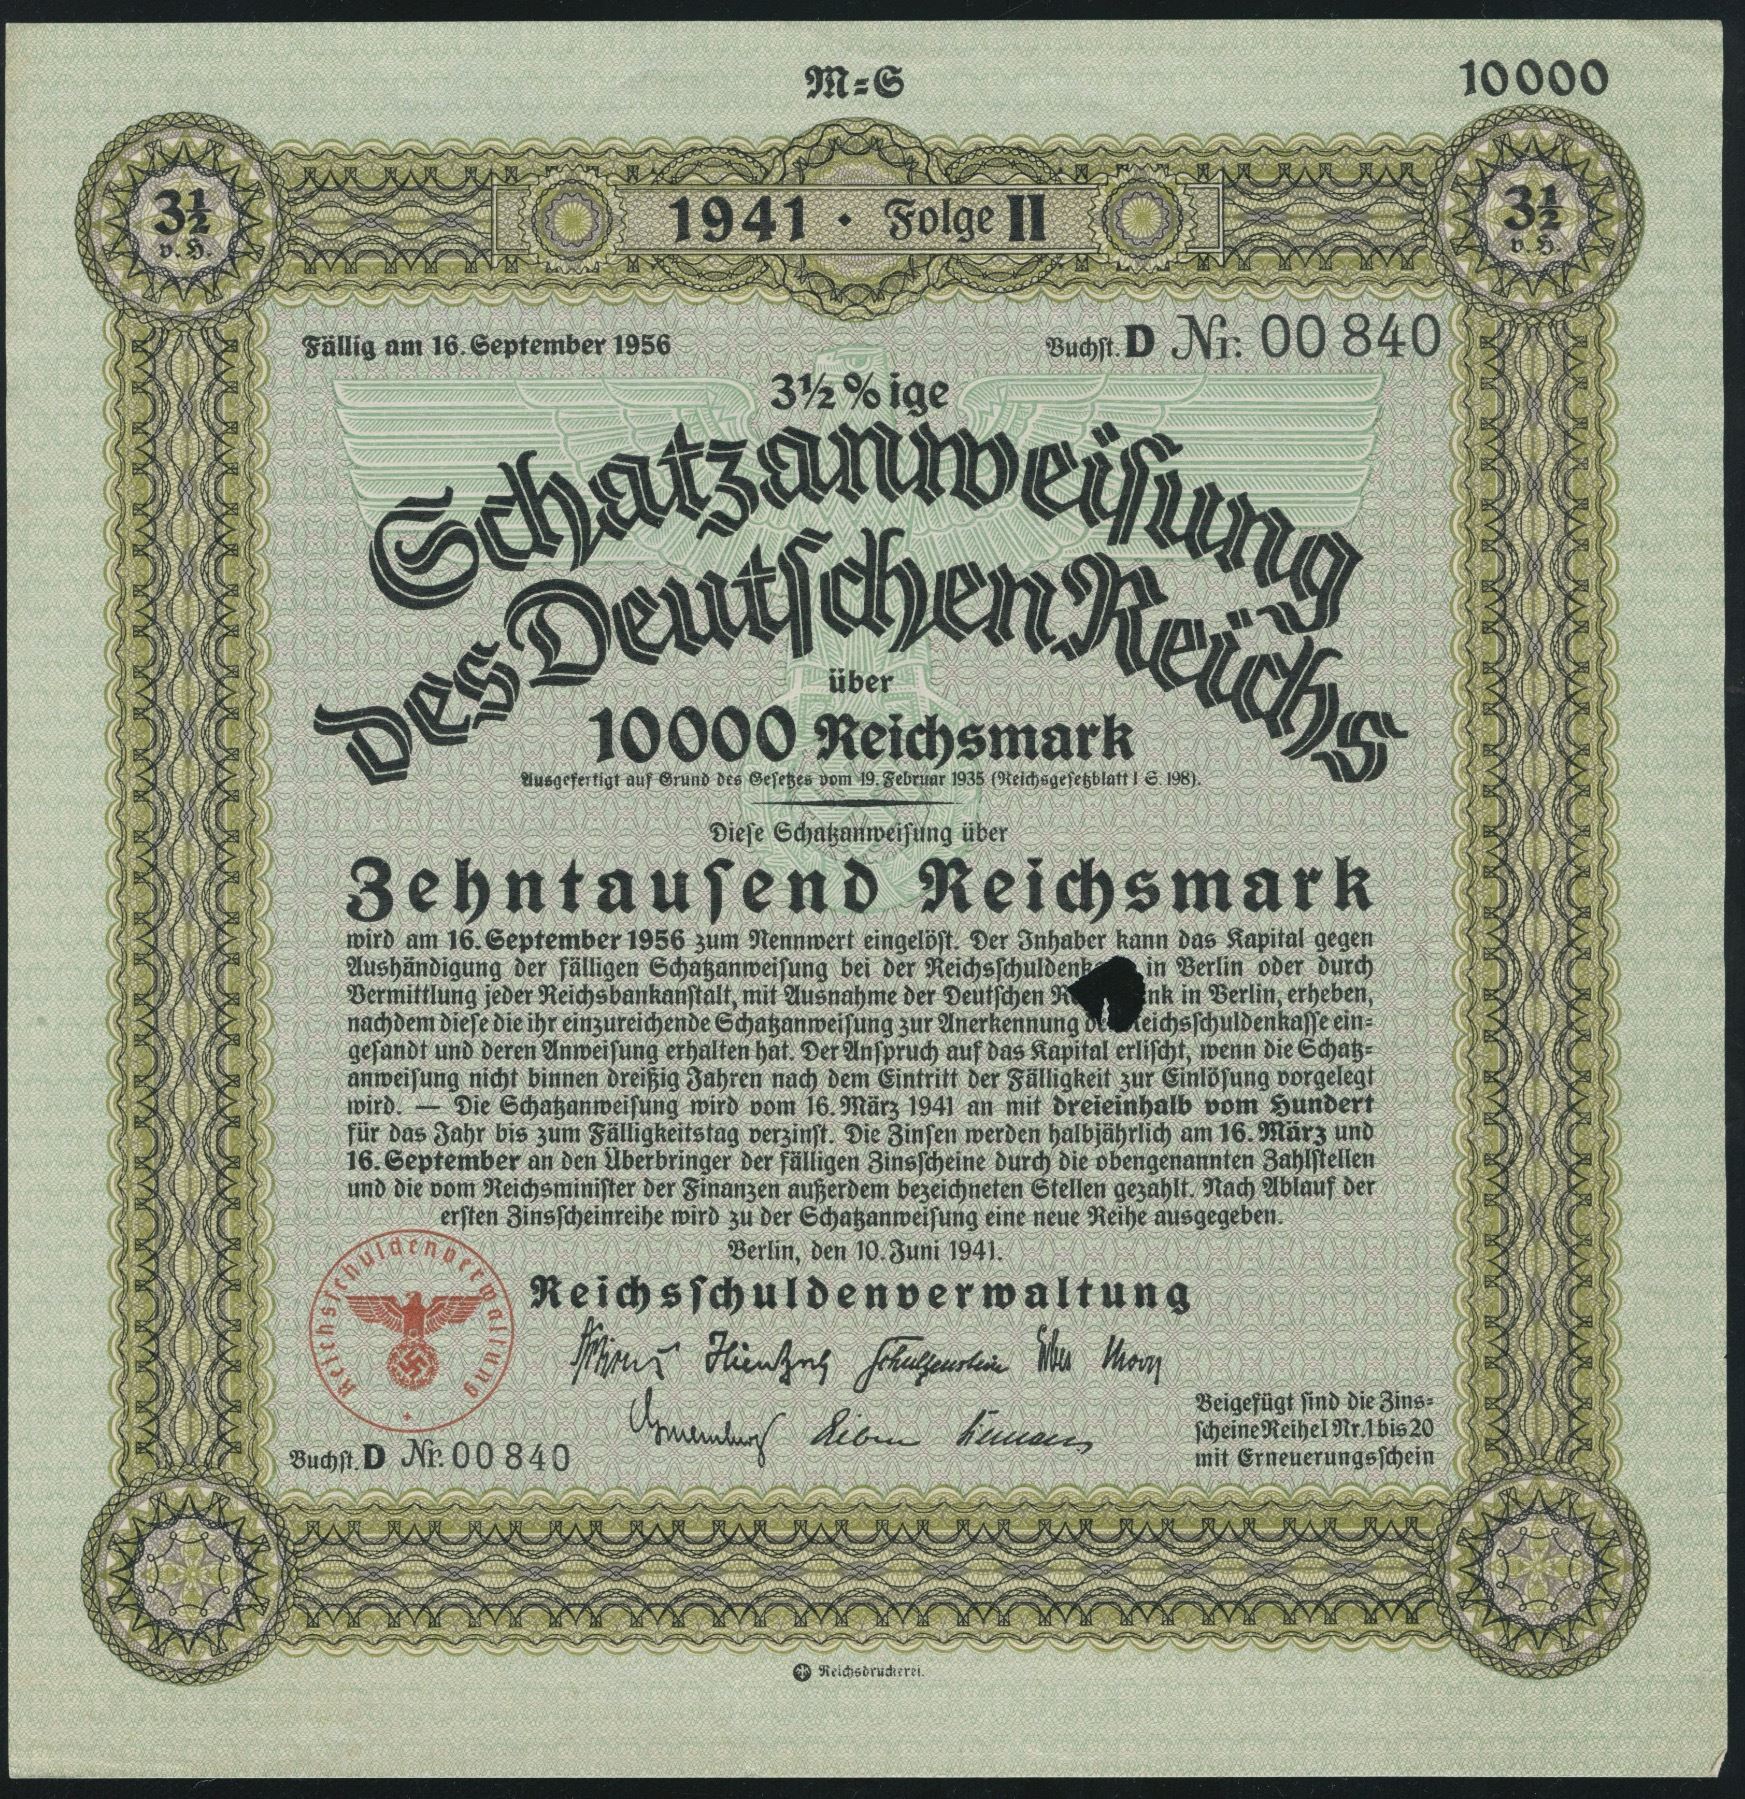 M=S
10000
3½ v. H.
1941 · Folge II
3½ v. H.
Fällig am 16. September 1956
Buchst. D Nr. 00 840
3½ % ige
Schatzanweisung
des Deutschen Reichs
über
10000 Reichsmark
Ausgefertigt auf Grund des Gesetzes vom 19. Februar 1935 (Reichsgesetzblatt I S. 198).
Diese Schatzanweisung über
Zehntausend Reichsmark
wird am 16. September 1956 zum Nennwert eingelöst. Der Inhaber kann das Kapital gegen
Aushändigung der fälligen Schatzanweisung bei der in Berlin oder durch
Vermittlung jeder Reichsbankanstalt, mit Ausnahme der Deutschen in Berlin, erheben,
nachdem diese die ihr einzureichende Schatzanweisung zur Anerkennung Reichsschuldenkasse ein=
gesandt und deren Anweisung erhalten hat. Der Anspruch auf das Kapital erlischt, wenn die Schatz=
anweisung nicht binnen dreißig Jahren nach dem Eintritt der Fälligkeit zur Einlösung vorgelegt
wird. — Die Schatzanweisung wird vom 16. März 1941 an mit dreieinhalb vom Hundert
für das Jahr bis zum Fälligkeitstag verzinst. Die Zinsen werden halbjährlich am 16. März und
16. September an den Überbringer der fälligen Zinsscheine durch die obengenannten Zahlstellen
und die vom Reichsminister der Finanzen außerdem bezeichneten Stellen gezahlt. Nach Ablauf der
ersten Zinsscheinreihe wird zu der Schatzanweisung eine neue Reihe ausgegeben.
Berlin, den 10. Juni 1941.
Reichsschuldenverwaltung
Reichsschuldenverwaltung
Beigefügt sind die Zins=
scheine Reihe I Nr. 1 bis 20
mit Erneuerungsschein
Buchst. D Nr. 00 840
Reichsdruckerei.